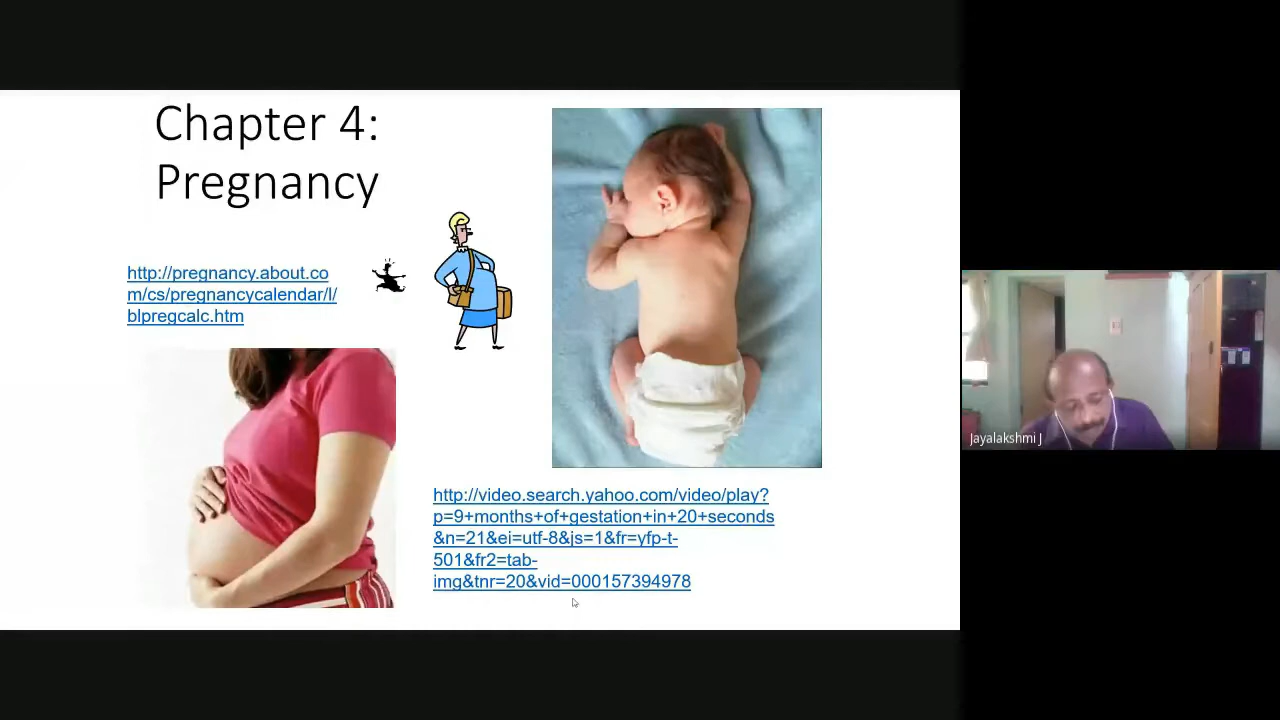 Chapter 4:
Pregnancy
http://pregnancy.about.co
m/cs/pregnancycalendar/l/
blpregcalc.htm
http://video.search.yahoo.com/video/play?
p=9+months+of+gestation+in+20+seconds
&n=21&ei=utf-8&js=1&fr=yfp-t-
501&fr2=tab-
img&tnr=20&vid=000157394978
Jayalakshmi J